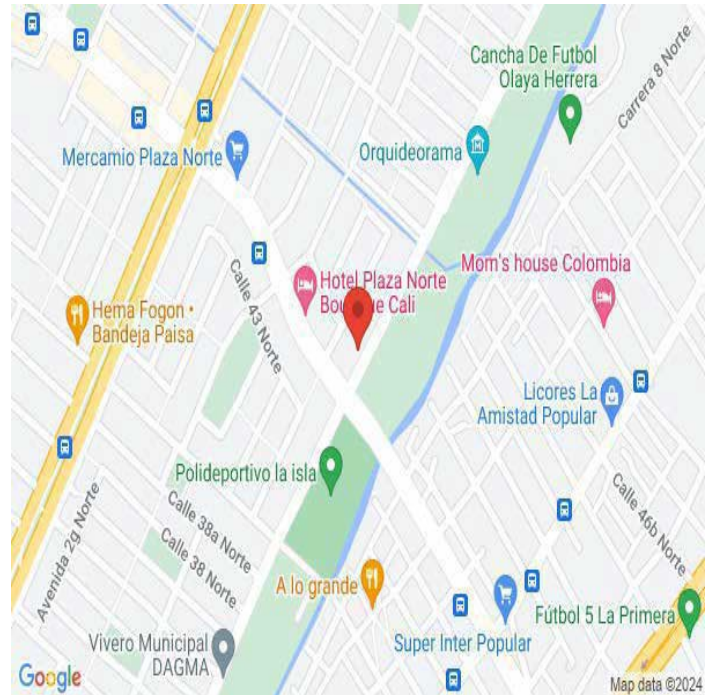 Cancha De Futbol
Olaya Herrera
Carrera 8 Norte
Mercamio Plaza Norte
Orquideorama
Mom's house Colombia
Calle 43 Norte
Hotel Plaza Norte
Bou ue Cali
Hema Fogon •
Bandeja Paisa
Licores La
Amistad Popular
Polideportivo la isla
Calle 46b Norte
Calle 38a Norte
Avenida 2g Norte
Calle 38 Norte
A lo grande
Fútbol 5 La Primera
Vivero Municipal
DAGMA
Super Inter Popular
Google
Map data ©2024